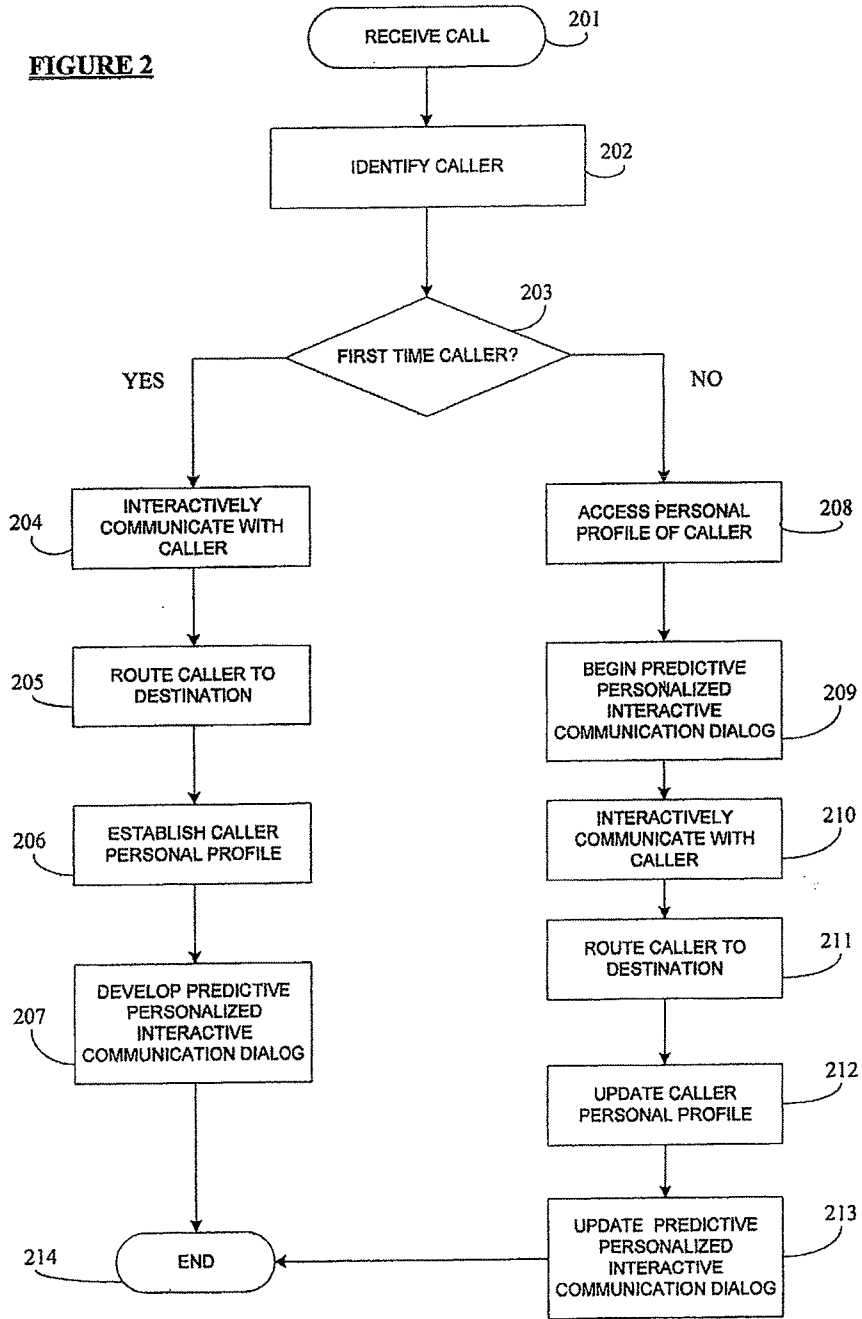 FIGURE 2
RECEIVE CALL
201
IDENTIFY CALLER
202
203
FIRST TIME CALLER?
YES
NO
204
INTERACTIVELY
COMMUNICATE WITH
CALLER
205
ROUTE CALLER TO
DESTINATION
206
ESTABLISH CALLER
PERSONAL PROFILE
207
DEVELOP PREDICTIVE
PERSONALIZED
INTERACTIVE
COMMUNICATION DIALOG
ACCESS PERSONAL
PROFILE OF CALLER
208
BEGIN PREDICTIVE
PERSONALIZED
INTERACTIVE
COMMUNICATION DIALOG
209
INTERACTIVELY
COMMUNICATE WITH
CALLER
210
ROUTE CALLER TO
DESTINATION
211
UPDATE CALLER
PERSONAL PROFILE
212
UPDATE PREDICTIVE
PERSONALIZED
INTERACTIVE
COMMUNICATION DIALOG
213
214
END